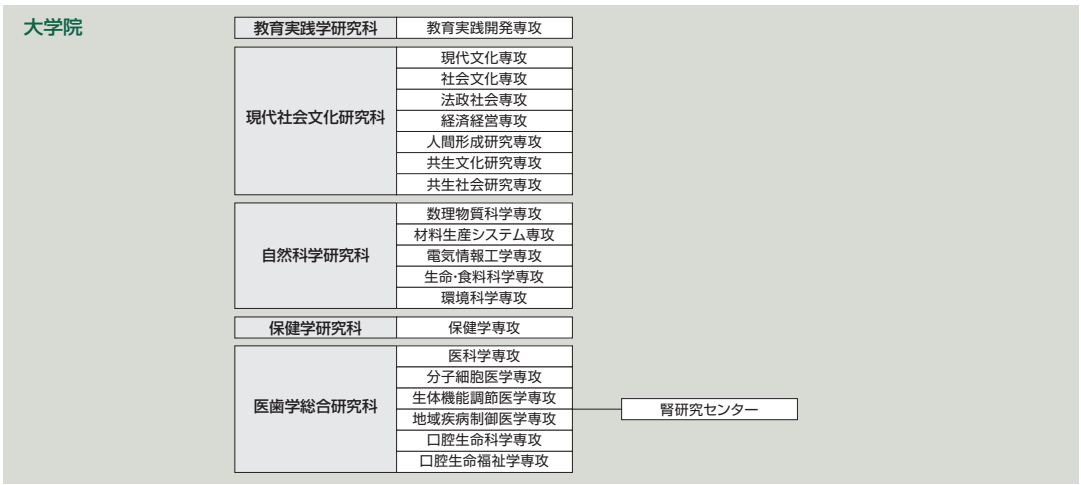 大学院
教育実践学研究科 教育実践開発専攻
現代社会文化研究科
現代文化専攻
社会文化専攻
法政社会専攻
経済経営専攻
人間形成研究専攻
共生文化研究専攻
共生社会研究専攻
自然科学研究科
数理物質科学専攻
材料生産システム専攻
電気情報工学専攻
生命･食料科学専攻
環境科学専攻
保健学研究科 保健学専攻
医歯学総合研究科
医科学専攻
分子細胞医学専攻
生体機能調節医学専攻
地域疾病制御医学専攻
口腔生命科学専攻
口腔生命福祉学専攻
腎研究センター